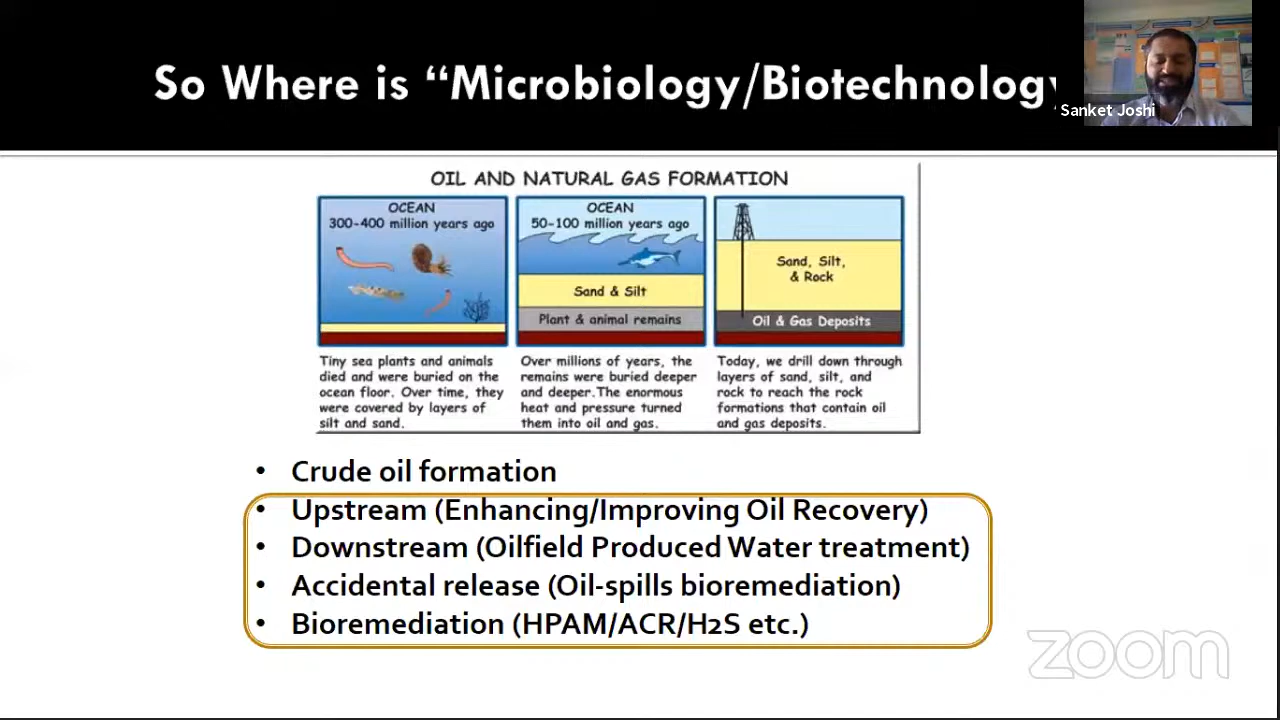 So Where is “Microbiology/Biotechnology
Sanket Joshi
OIL AND NATURAL GAS FORMATION
OCEAN
300-400 million years ago
Tiny sea plants and animals
died and were buried on the
ocean floor. Over time, they
were covered by layers of
silt and sand.
OCEAN
50-100 million years ago
Sand & Silt
Plant & animal remains
Over millions of years, the
remains were buried deeper
and deeper.The enormous
heat and pressure turned
them into oil and gas.
Sand, Silt,
& Rock
Oil & Gas Deposits
Today, we drill down through
layers of sand, silt, and
rock to reach the rock
formations that contain oil
and gas deposits.
• Crude oil formation
• Upstream (Enhancing/Improving Oil Recovery)
• Downstream (Oilfield Produced Water treatment)
• Accidental release (Oil-spills bioremediation)
• Bioremediation (HPAM/ACR/H2S etc.)
zoom